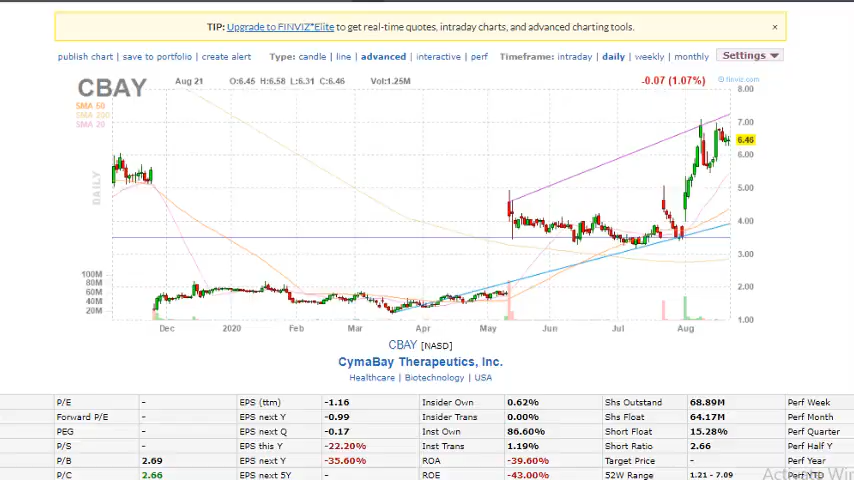 TIP: Upgrade to FINVIZ*Elite to get real-time quotes, intraday charts, and advanced charting tools. ×
publish chart | save to portfolio | create alert Type: candle | line | advanced | interactive | perf Timeframe: intraday | daily | weekly | monthly Settings
CBAY Aug 21 O:6.45 H:6.58 L:6.31 C:6.46 Vol:1.25M -0.07 (1.07%) © finviz.com
SMA 50
SMA 200
SMA 20
DAILY
8.00
7.00
6.46
6.00
5.00
4.00
3.00
2.00
1.00
100M
80M
60M
40M
20M
Dec 2020 Feb Mar Apr May Jun Jul Aug
CBAY [NASD]
CymaBay Therapeutics, Inc.
Healthcare | Biotechnology | USA
P/E - EPS (ttm) -1.16 Insider Own 0.62% Shs Outstand 68.89M Perf Week
Forward P/E - EPS next Y -0.99 Insider Trans 0.00% Shs Float 64.17M Perf Month
PEG - EPS next Q -0.17 Inst Own 86.60% Short Float 15.28% Perf Quarter
P/S - EPS this Y -22.20% Inst Trans 1.19% Short Ratio 2.66 Perf Half Y
P/B 2.69 EPS next Y -35.60% ROA -39.60% Target Price - Perf Year
P/C 2.66 EPS next 5Y - ROE -43.00% 52W Range 1.21 - 7.09 Perf YTD
Activate Win